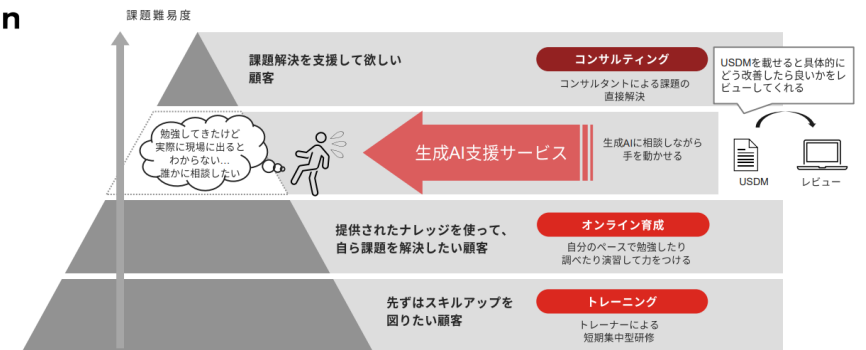 n
課題難易度
課題解決を支援して欲しい
顧客
コンサルティング
コンサルタントによる課題の
直接解決
USDMを載せると具体的に
どう改善したら良いかをレ
ビューしてくれる
勉強してきたけど
実際に現場に出ると
わからない…
誰かに相談したい
生成AI支援サービス
生成AIに相談しながら
手を動かせる
USDM
レビュー
提供されたナレッジを使って、
自ら課題を解決したい顧客
オンライン育成
自分のペースで勉強したり
調べたり演習して力をつける
先ずはスキルアップを
図りたい顧客
トレーニング
トレーナーによる
短期集中型研修